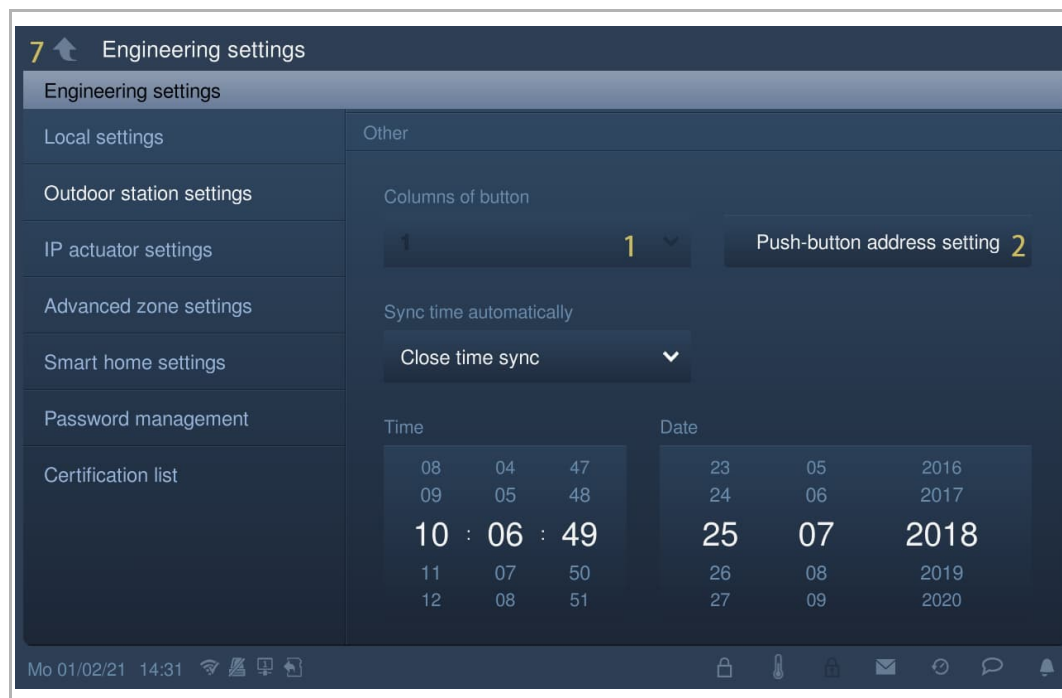 7 Engineering settings
Engineering settings
Local settings
Other
Outdoor station settings
Columns of button
IP actuator settings
1 1
Push-button address setting 2
Advanced zone settings
Sync time automatically
Smart home settings
Close time sync
Password management
Time
Date
Certification list
08 04 47 23 05 2016
09 05 48 24 06 2017
10 : 06 : 49 25 07 2018
11 07 50 26 08 2019
12 08 51 27 09 2020
Mo 01/02/21 14:31